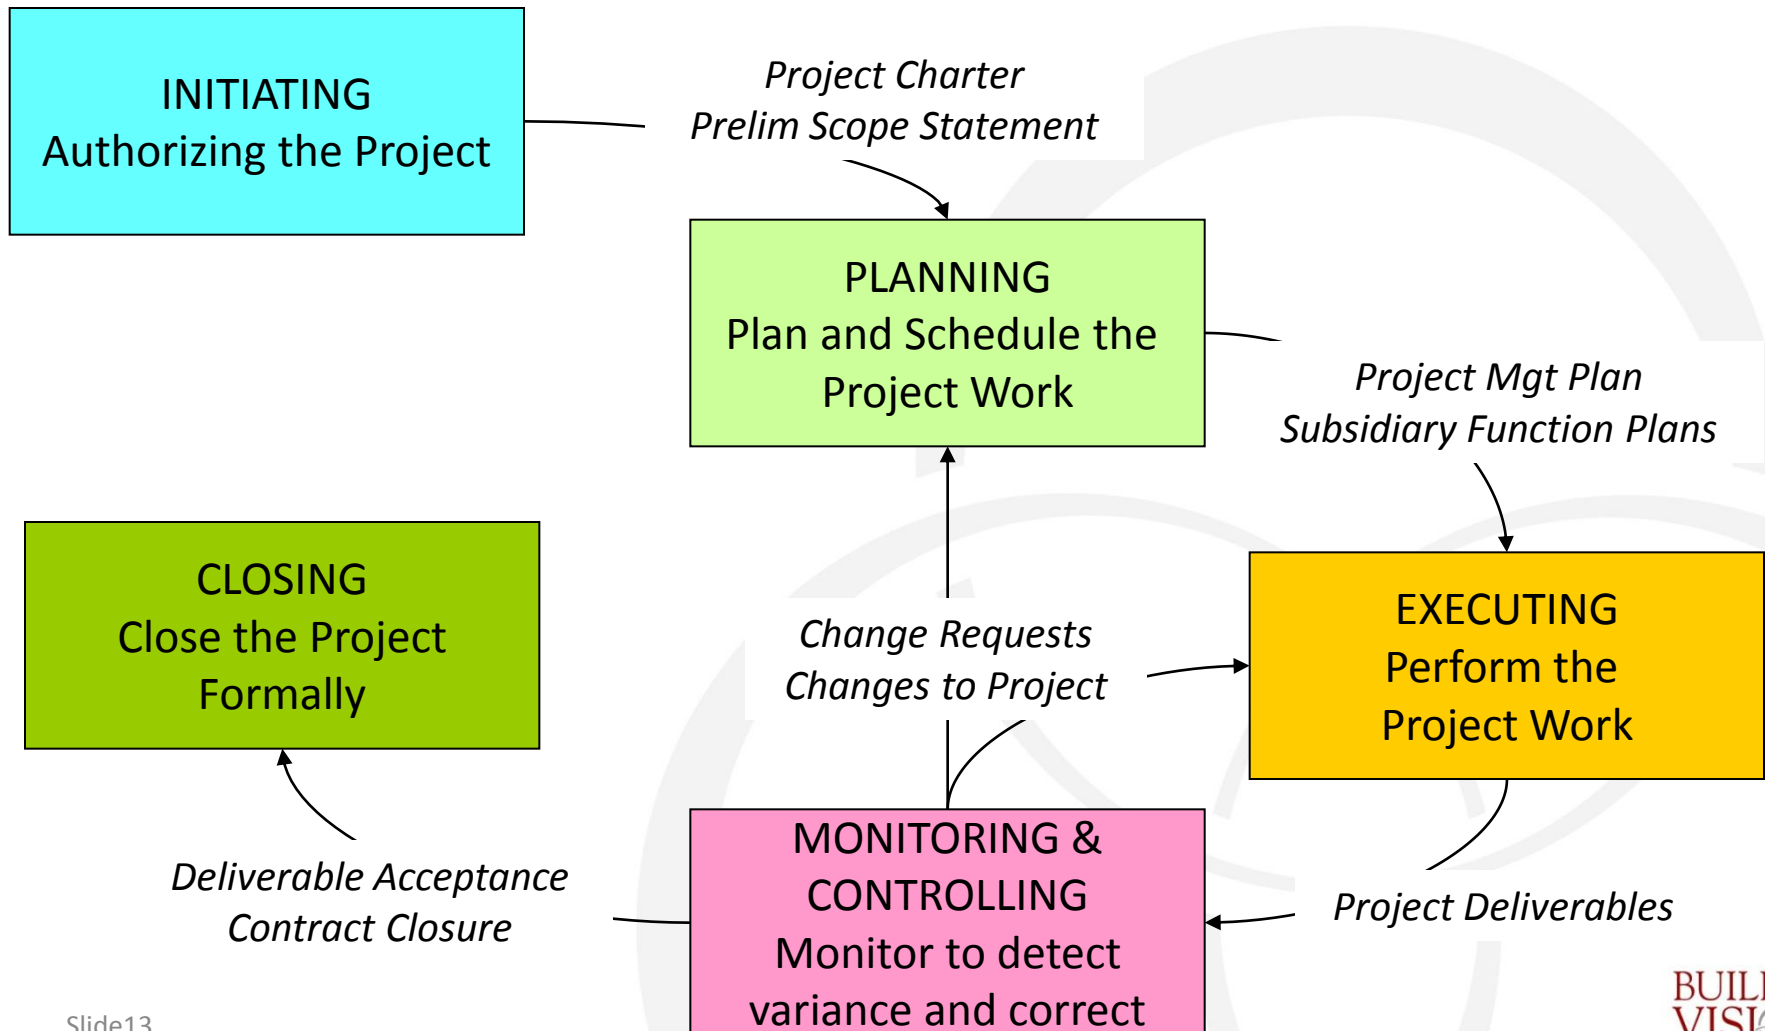 INITIATING
Authorizing the Project
Project Charter
Prelim Scope Statement
PLANNING
Plan and Schedule the
Project Work
Project Mgt Plan
Subsidiary Function Plans
CLOSING
Close the Project
Formally
Change Requests
Changes to Project
EXECUTING
Perform the
Project Work
MONITORING &
CONTROLLING
Monitor to detect
variance and correct
Deliverable Acceptance
Contract Closure
Project Deliverables
Slide13